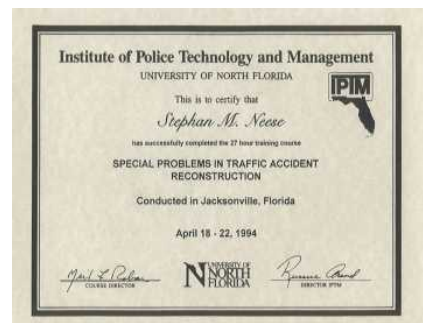 Institute of Police Technology and Management
UNIVERSITY OF NORTH FLORIDA
IPTM
This is to certify that
Stephan M. Neese
has successfully completed the 27 hour training course
SPECIAL PROBLEMS IN TRAFFIC ACCIDENT
RECONSTRUCTION
Conducted in Jacksonville, Florida
April 18 - 22, 1994
COURSE DIRECTOR
UNIVERSITY OF
NORTH
FLORIDA
DIRECTOR IPTM